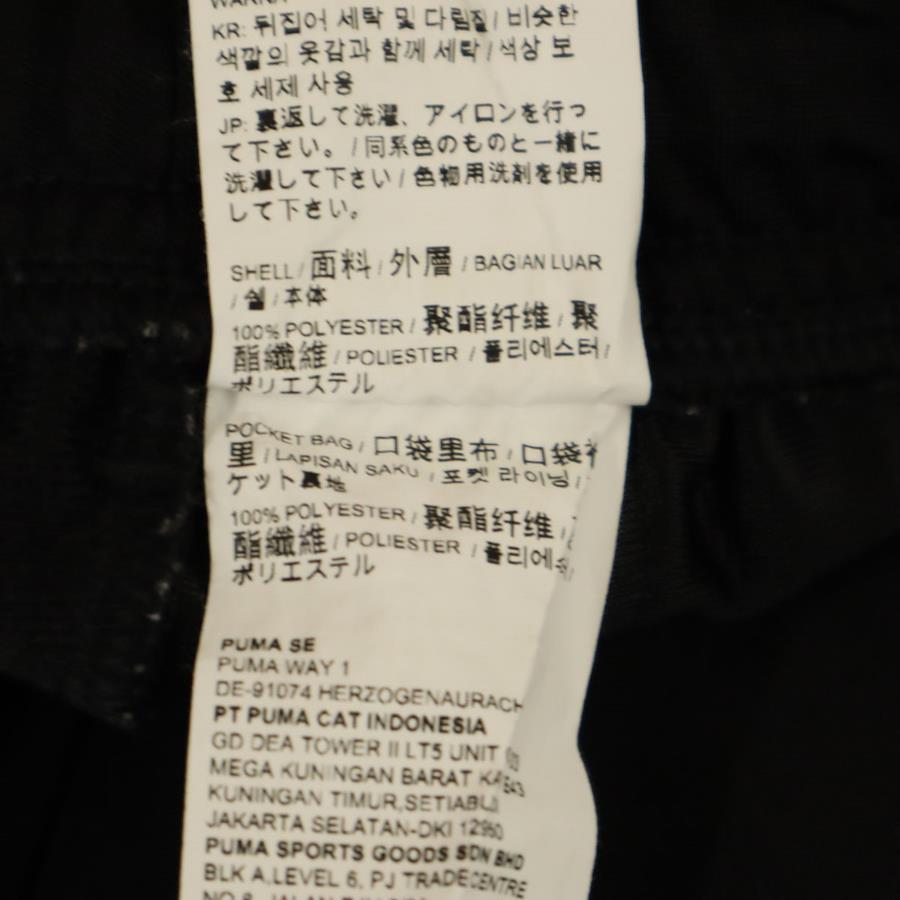 WARNA
KR: 뒤집어 세탁 및 다림질 / 비슷한
색깔의 옷감과 함께 세탁 / 색상 보
호 세제 사용
JP: 裏返して洗濯、アイロンを行っ
て下さい。 / 同系色のものと一緒に
洗濯して下さい / 色物用洗剤を使用
して下さい。
SHELL / 面料 / 外層 / BAGIAN LUAR
/ 쉘 / 本体
100% POLYESTER / 聚酯纤维 / 聚
酯纖維 / POLIESTER / 폴리에스터 /
ポリエステル
POCKET BAG / 口袋里布 / 口袋
里 / LAPISAN SAKU / 포켓 라이닝 /
ケット裏地
100% POLYESTER / 聚酯纤维 /
酯纖維 / POLIESTER / 폴리에
ポリエステル
PUMA SE
PUMA WAY 1
DE-91074 HERZOGENAURACH
PT PUMA CAT INDONESIA
GD DEA TOWER II LT5 UNIT
MEGA KUNINGAN BARAT
KUNINGAN TIMUR,SETIABUDI
JAKARTA SELATAN-DKI 12950
PUMA SPORTS GOODS SDN BHD
BLK A,LEVEL 6, PJ TRADECENTRE